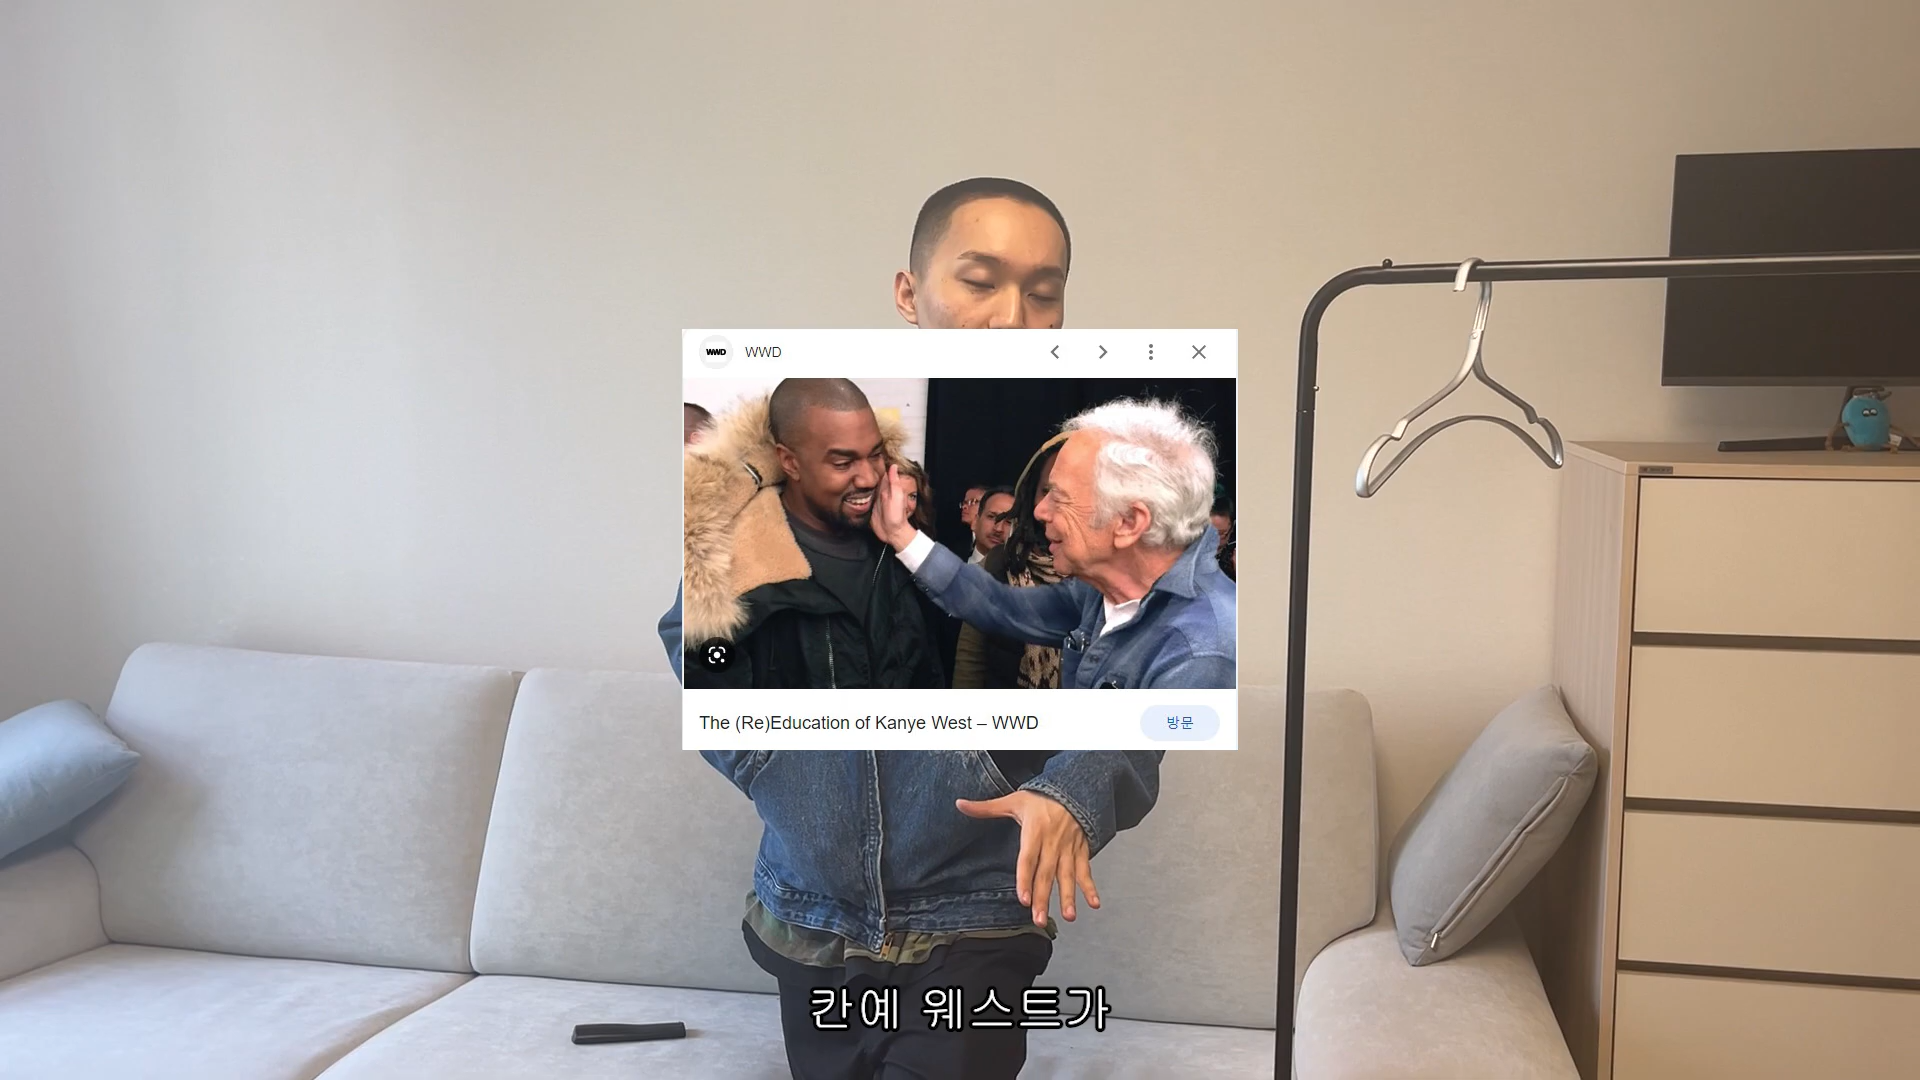 WWD WWD
The (Re)Education of Kanye West – WWD
방문
칸예 웨스트가